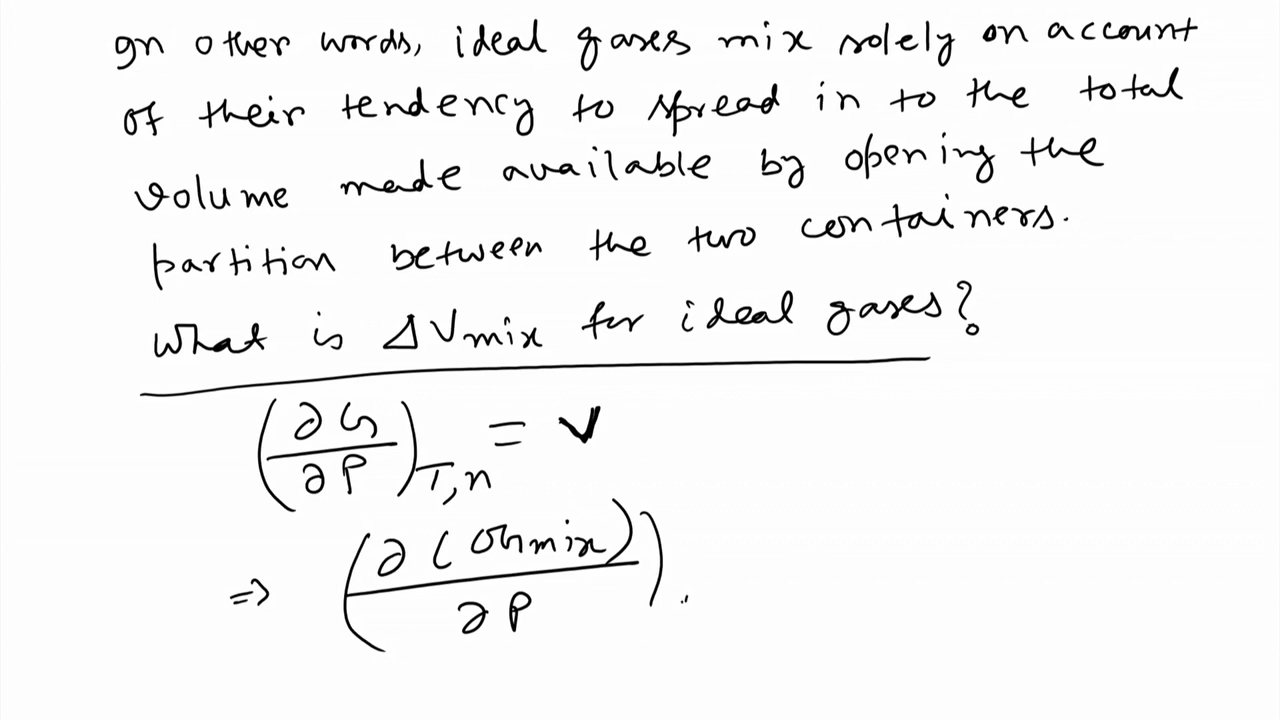 In other words, ideal gases mix solely on account
of their tendency to spread in to the total
volume made available by opening the
partition between the two containers.
What is ΔVmix for ideal gases?
(∂G/∂P)T,n = V
=> (∂(ΔGmix)/∂P)